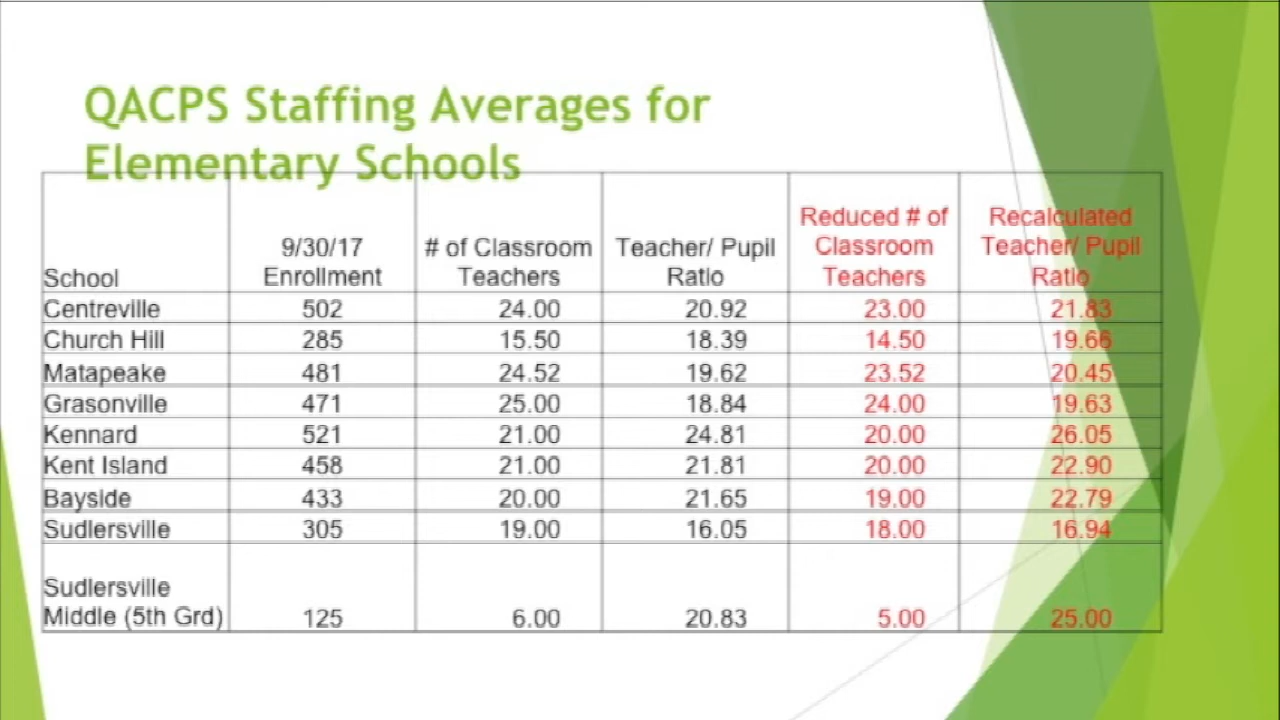 QACPS Staffing Averages for
Elementary Schools
School 9/30/17 Enrollment # of Classroom Teachers Teacher/ Pupil Ratio Reduced # of Classroom Teachers Recalculated Teacher/ Pupil Ratio
Centreville 502 24.00 20.92 23.00 21.83
Church Hill 285 15.50 18.39 14.50 19.66
Matapeake 481 24.52 19.62 23.52 20.45
Grasonville 471 25.00 18.84 24.00 19.63
Kennard 521 21.00 24.81 20.00 26.05
Kent Island 458 21.00 21.81 20.00 22.90
Bayside 433 20.00 21.65 19.00 22.79
Sudlersville 305 19.00 16.05 18.00 16.94
Sudlersville
Middle (5th Grd) 125 6.00 20.83 5.00 25.00